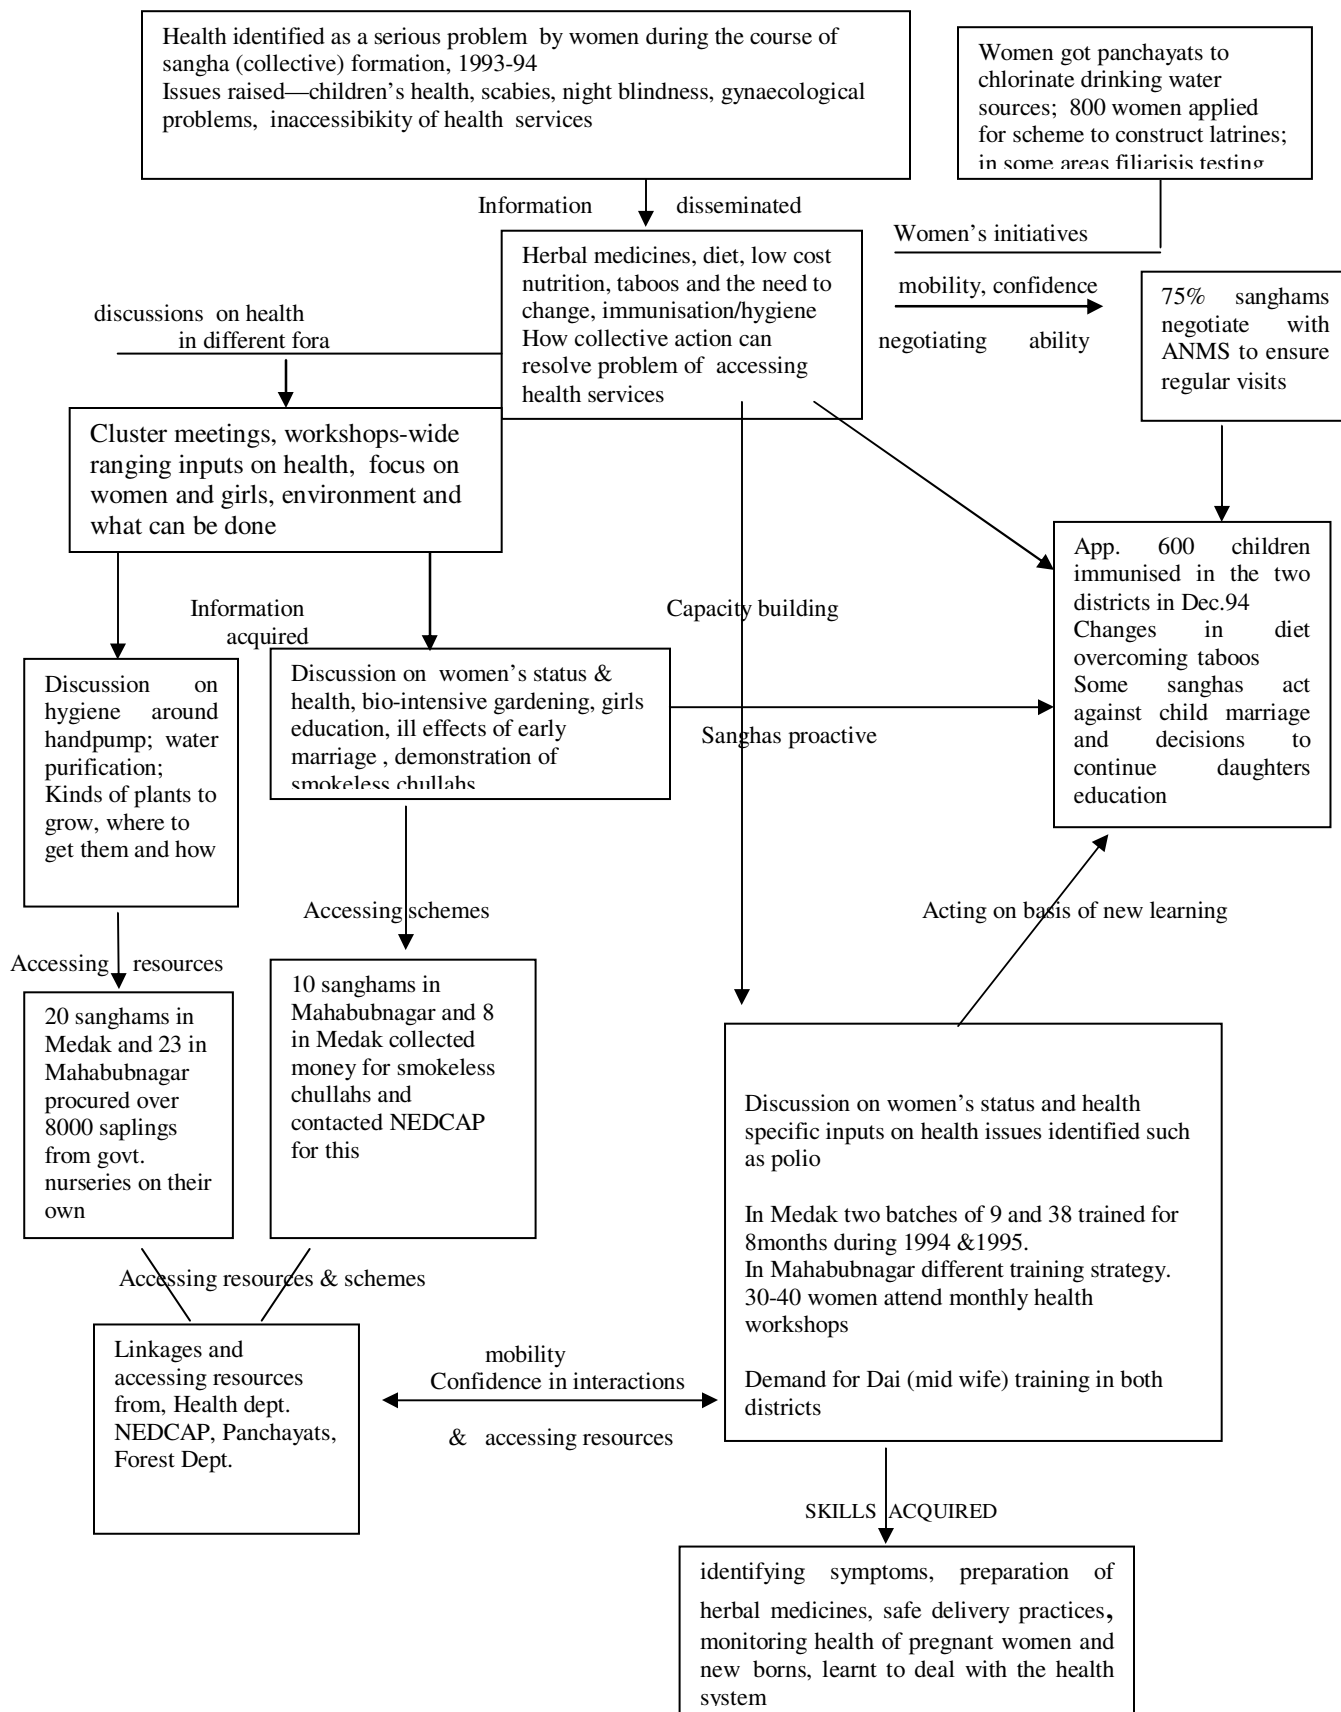 Health identified as a serious problem by women during the course of
sangha (collective) formation, 1993-94
Issues raised—children's health, scabies, night blindness, gynaecological
problems, inaccessibikity of health services
Women got panchayats to
chlorinate drinking water
sources; 800 women applied
for scheme to construct latrines;
in some areas filiarisis testing
Information disseminated
Women's initiatives
Herbal medicines, diet, low cost
nutrition, taboos and the need to
change, immunisation/hygiene
How collective action can
resolve problem of accessing
health services
mobility, confidence
negotiating ability
75% sanghams
negotiate with
ANMS to ensure
regular visits
discussions on health
in different fora
Cluster meetings, workshops-wide
ranging inputs on health, focus on
women and girls, environment and
what can be done
App. 600 children
immunised in the two
districts in Dec.94
Changes in diet
overcoming taboos
Some sanghas act
against child marriage
and decisions to
continue daughters
education
Information
acquired
Capacity building
Discussion on
hygiene around
handpump; water
purification;
Kinds of plants to
grow, where to
get them and how
Discussion on women's status &
health, bio-intensive gardening, girls
education, ill effects of early
marriage , demonstration of
smokeless chullahs
Sanghas proactive
Accessing schemes
Acting on basis of new learning
Accessing resources
20 sanghams in
Medak and 23 in
Mahabubnagar
procured over
8000 saplings
from govt.
nurseries on their
own
10 sanghams in
Mahabubnagar and 8
in Medak collected
money for smokeless
chullahs and
contacted NEDCAP
for this
Discussion on women's status and health
specific inputs on health issues identified such
as polio
In Medak two batches of 9 and 38 trained for
8months during 1994 &1995.
In Mahabubnagar different training strategy.
30-40 women attend monthly health
workshops
Demand for Dai (mid wife) training in both
districts
Accessing resources & schemes
Linkages and
accessing resources
from, Health dept.
NEDCAP, Panchayats,
Forest Dept.
mobility
Confidence in interactions
& accessing resources
SKILLS ACQUIRED
identifying symptoms, preparation of
herbal medicines, safe delivery practices,
monitoring health of pregnant women and
new borns, learnt to deal with the health
system